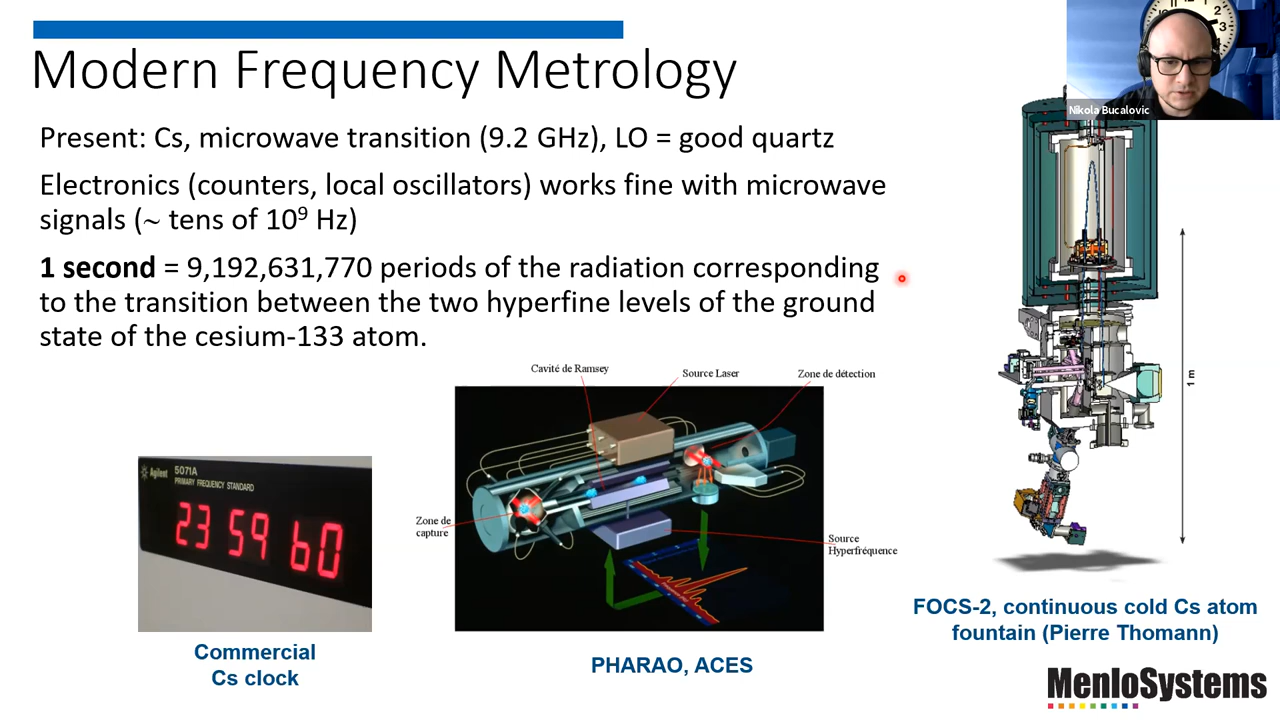 Modern Frequency Metrology
Nikola Bucalovic
Present: Cs, microwave transition (9.2 GHz), LO = good quartz
Electronics (counters, local oscillators) works fine with microwave
signals (~ tens of 10⁹ Hz)
1 second = 9,192,631,770 periods of the radiation corresponding
to the transition between the two hyperfine levels of the ground
state of the cesium-133 atom.
1 m
Cavité de Ramsey
Source Laser
Zone de détection
Zone de
capture
Source
Hyperfréquence
Agilent 5071A
PRIMARY FREQUENCY STANDARD
23 59 60
Commercial
Cs clock
PHARAO, ACES
FOCS-2, continuous cold Cs atom
fountain (Pierre Thomann)
MenloSystems